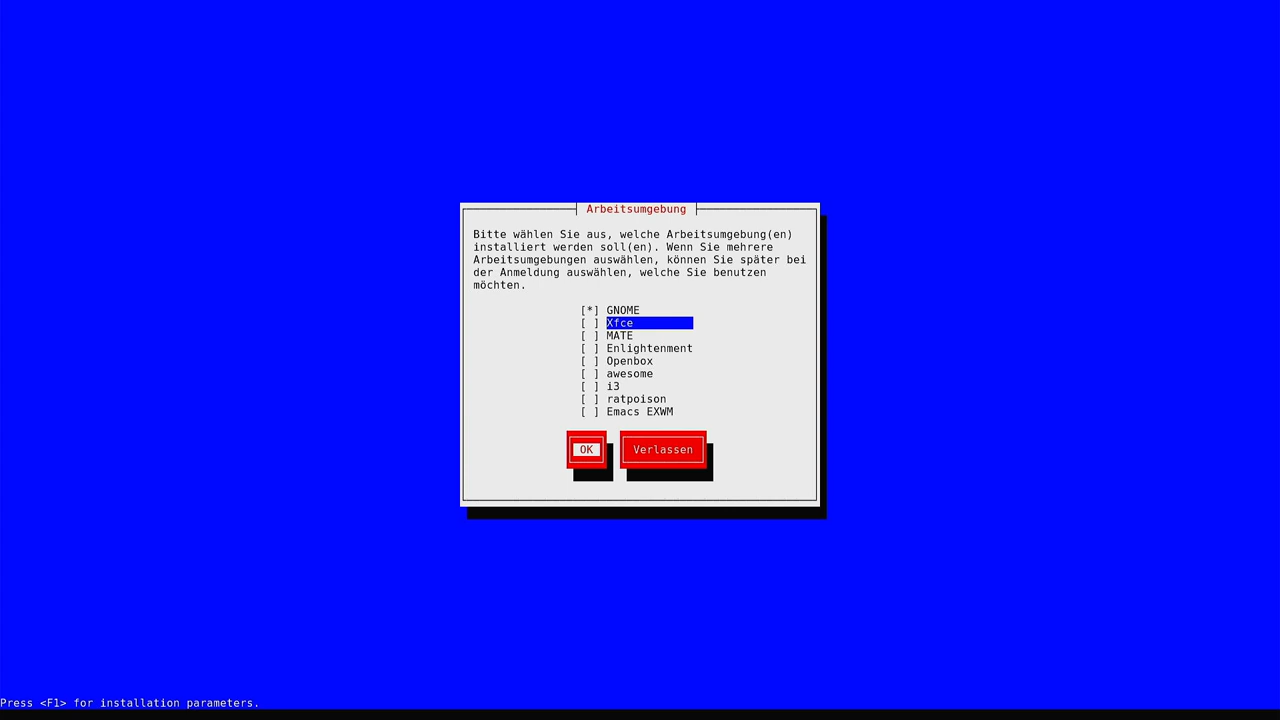 Arbeitsumgebung
Bitte wählen Sie aus, welche Arbeitsumgebung(en)
installiert werden soll(en). Wenn Sie mehrere
Arbeitsumgebungen auswählen, können Sie später bei
der Anmeldung auswählen, welche Sie benutzen
möchten.
[*] GNOME
[ ] Xfce
[ ] MATE
[ ] Enlightenment
[ ] Openbox
[ ] awesome
[ ] i3
[ ] ratpoison
[ ] Emacs EXWM
OK Verlassen
Press <F1> for installation parameters.